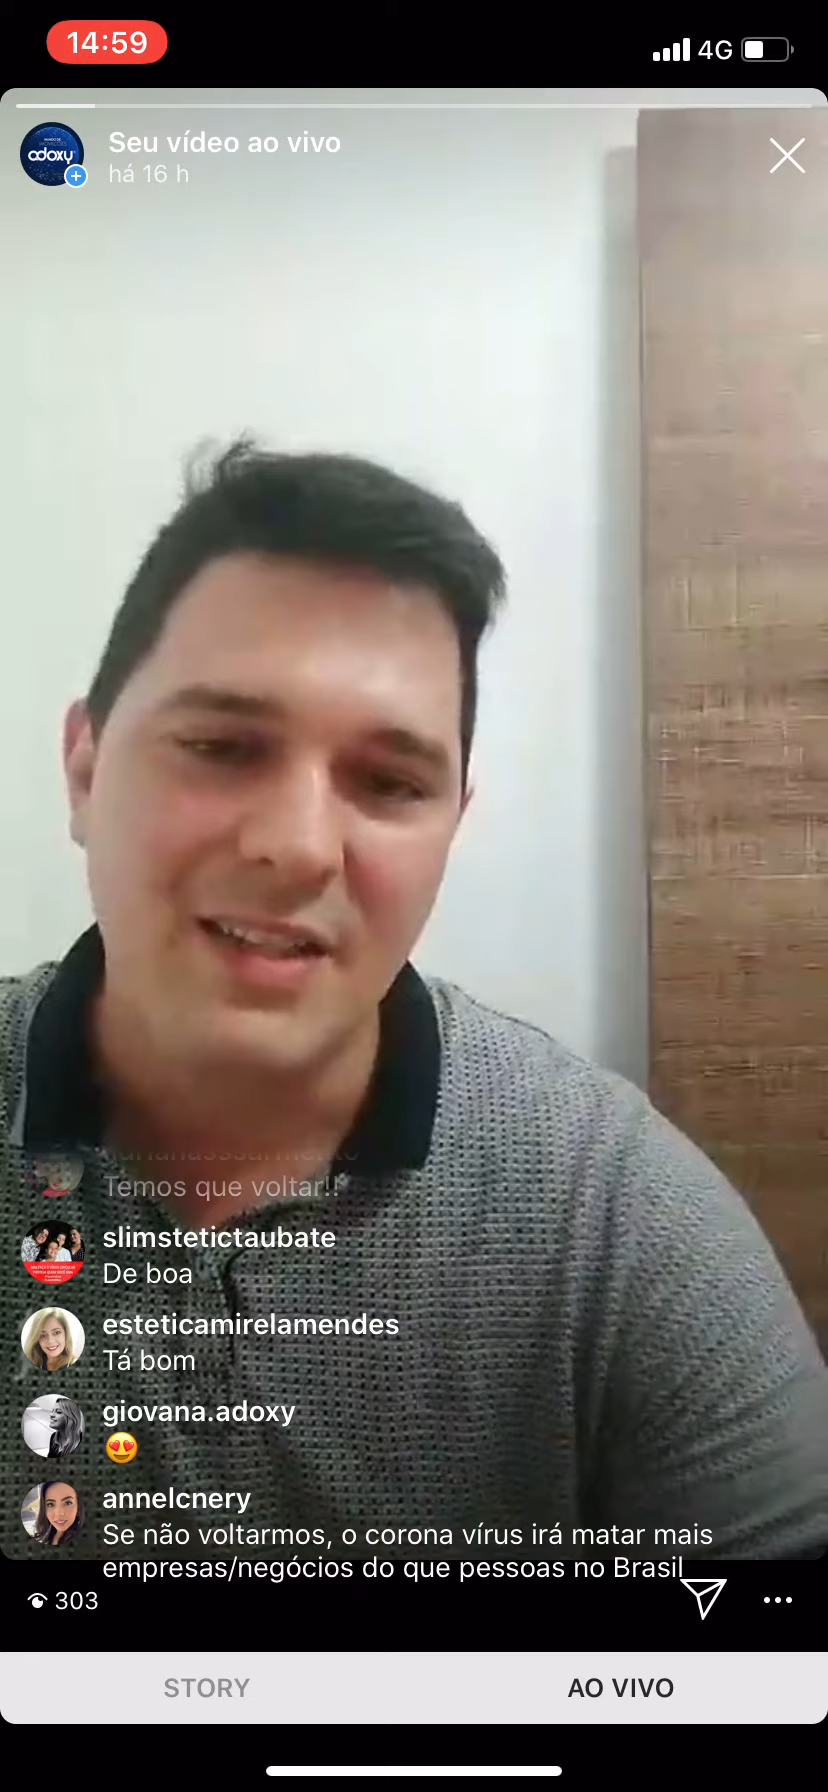 14:59
4G
adoxy
Seu vídeo ao vivo
há 16 h
Temos que voltar!!
slimstetictaubate
De boa
esteticamirelamendes
Tá bom
giovana.adoxy
😍
annelcnery
Se não voltarmos, o corona vírus irá matar mais
empresas/negócios do que pessoas no Brasil
303
STORY
AO VIVO